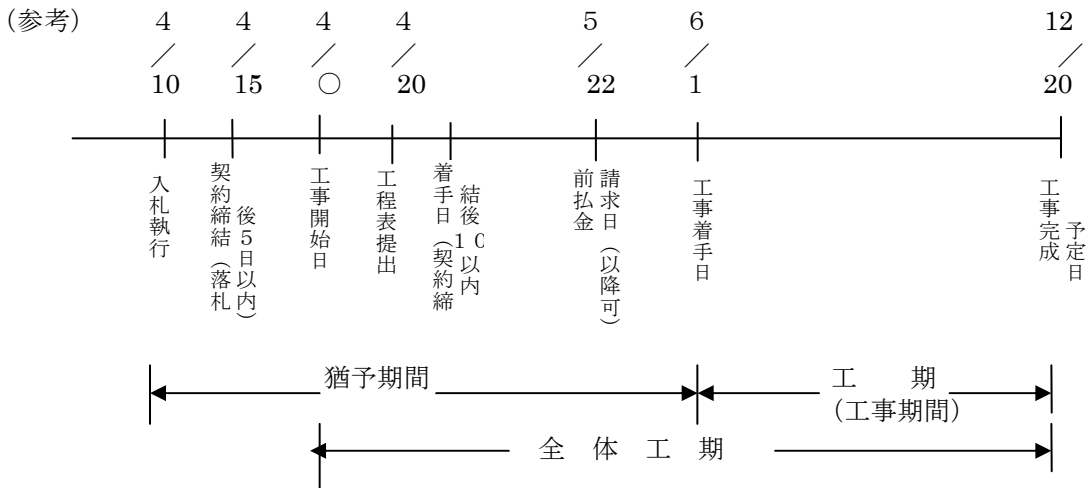 (参考)
4／10
4／15
4／○
4／20
5／22
6／1
12／20
入札執行
契約締結(落札
後5日以内)
工事開始日
工程表提出
着手日(契約締
結後10以内
前払金
請求日(以降可)
工事着手日
工事完成
予定日
猶予期間
工　期
(工事期間)
全 体 工 期